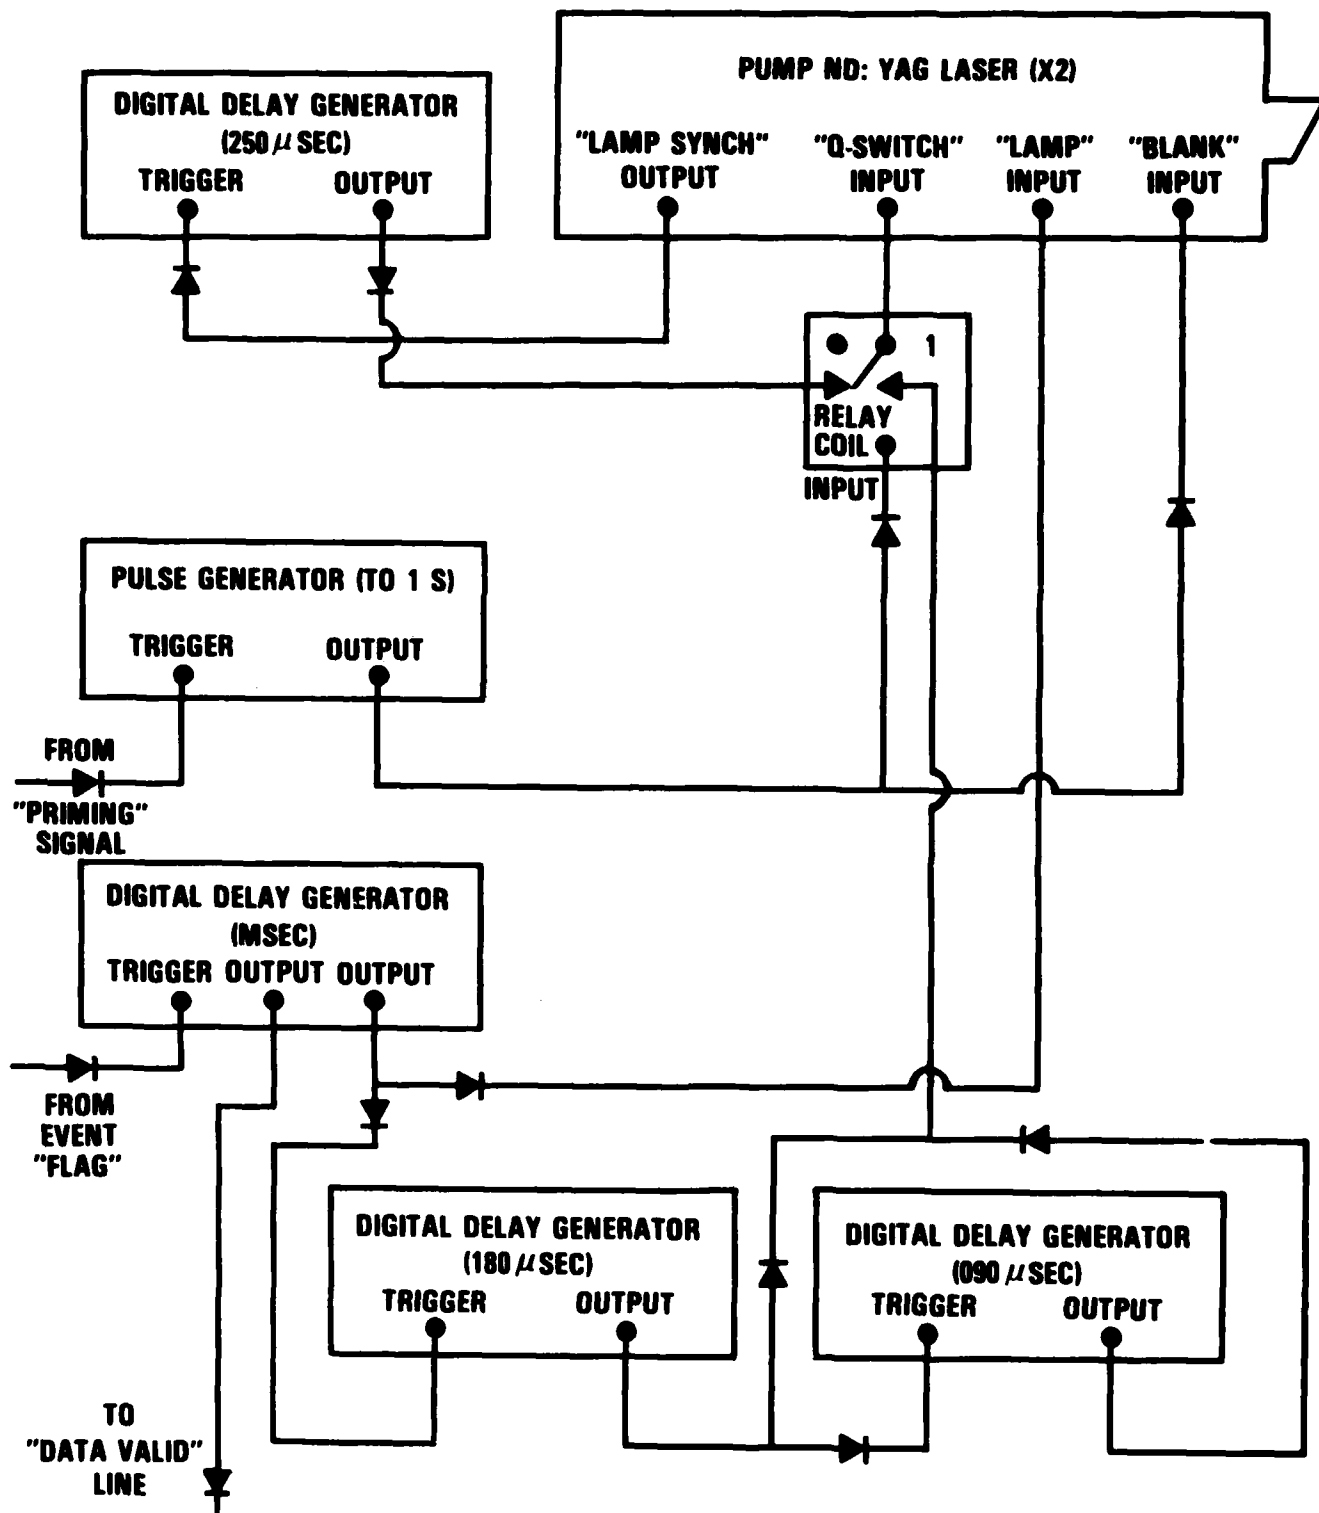 PUMP ND: YAG LASER (X2)
"LAMP SYNCH" OUTPUT
"Q-SWITCH" INPUT
"LAMP" INPUT
"BLANK" INPUT
DIGITAL DELAY GENERATOR
(250 μ SEC)
TRIGGER OUTPUT
1
RELAY
COIL
INPUT
PULSE GENERATOR (TO 1 S)
TRIGGER OUTPUT
FROM
"PRIMING"
SIGNAL
DIGITAL DELAY GENERATOR
(MSEC)
TRIGGER OUTPUT OUTPUT
FROM
EVENT
"FLAG"
DIGITAL DELAY GENERATOR
(180 μ SEC)
TRIGGER OUTPUT
DIGITAL DELAY GENERATOR
(090 μ SEC)
TRIGGER OUTPUT
TO
"DATA VALID"
LINE